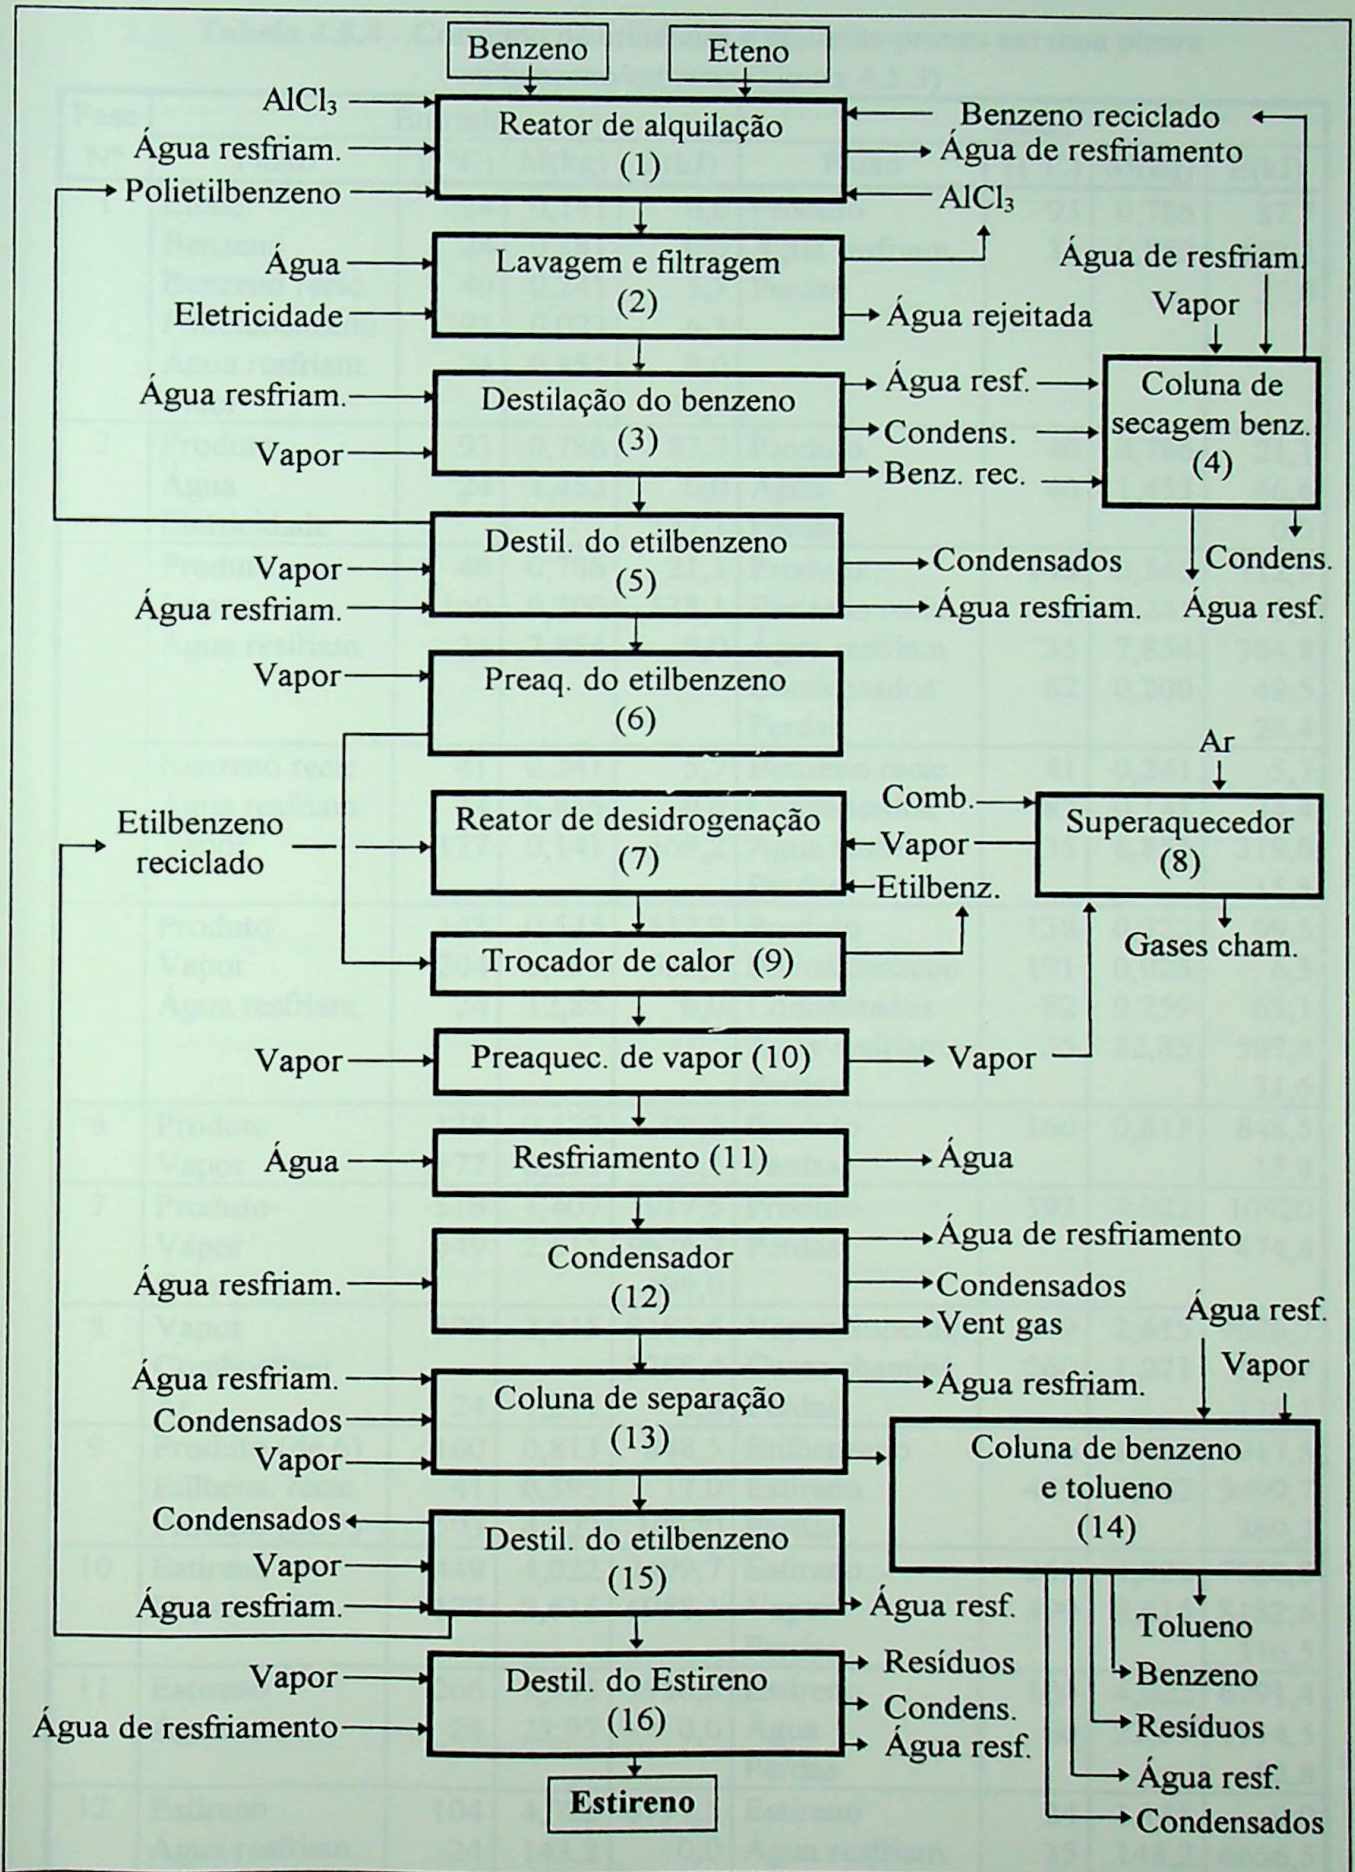 Benzeno
Eteno
AlCl₃
Água resfriam.
Polietilbenzeno
Reator de alquilação
(1)
Benzeno reciclado
Água de resfriamento
AlCl₃
Água
Eletricidade
Lavagem e filtragem
(2)
Água rejeitada
Água de resfriam.
Vapor
Água resfriam.
Vapor
Destilação do benzeno
(3)
Água resf.
Condens.
Benz. rec.
Coluna de
secagem benz.
(4)
Vapor
Água resfriam.
Destil. do etilbenzeno
(5)
Condensados
Água resfriam.
Condens.
Água resf.
Vapor
Preaq. do etilbenzeno
(6)
Ar
Etilbenzeno
reciclado
Reator de desidrogenação
(7)
Comb.
Vapor
Etilbenz.
Superaquecedor
(8)
Gases cham.
Trocador de calor (9)
Vapor
Preaquec. de vapor (10)
Vapor
Água
Resfriamento (11)
Água
Água resfriam.
Condensador
(12)
Água de resfriamento
Condensados
Vent gas
Água resf.
Vapor
Água resfriam.
Condensados
Vapor
Coluna de separação
(13)
Água resfriam.
Coluna de benzeno
e tolueno
(14)
Condensados
Vapor
Água resfriam.
Destil. do etilbenzeno
(15)
Água resf.
Tolueno
Benzeno
Resíduos
Água resf.
Condensados
Vapor
Água de resfriamento
Destil. do Estireno
(16)
Resíduos
Condens.
Água resf.
Estireno